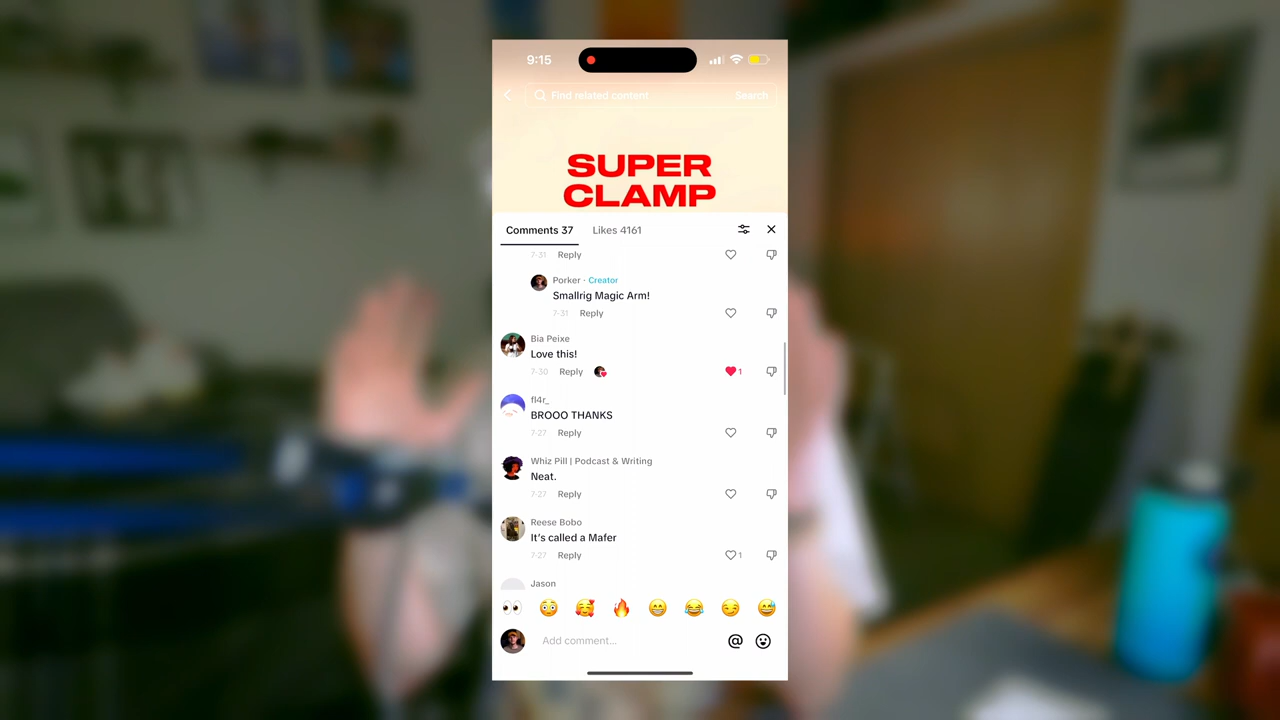 9:15
Find related content
Search
SUPER
CLAMP
Comments 37
Likes 4161
7-31 Reply
Porker · Creator
Smallrig Magic Arm!
7-31 Reply
Bia Peixe
Love this!
7-30 Reply
1
fl4r_
BROOO THANKS
7-27 Reply
Whiz Pill | Podcast & Writing
Neat.
7-27 Reply
Reese Bobo
It's called a Mafer
7-27 Reply
1
Jason
Add comment...
@